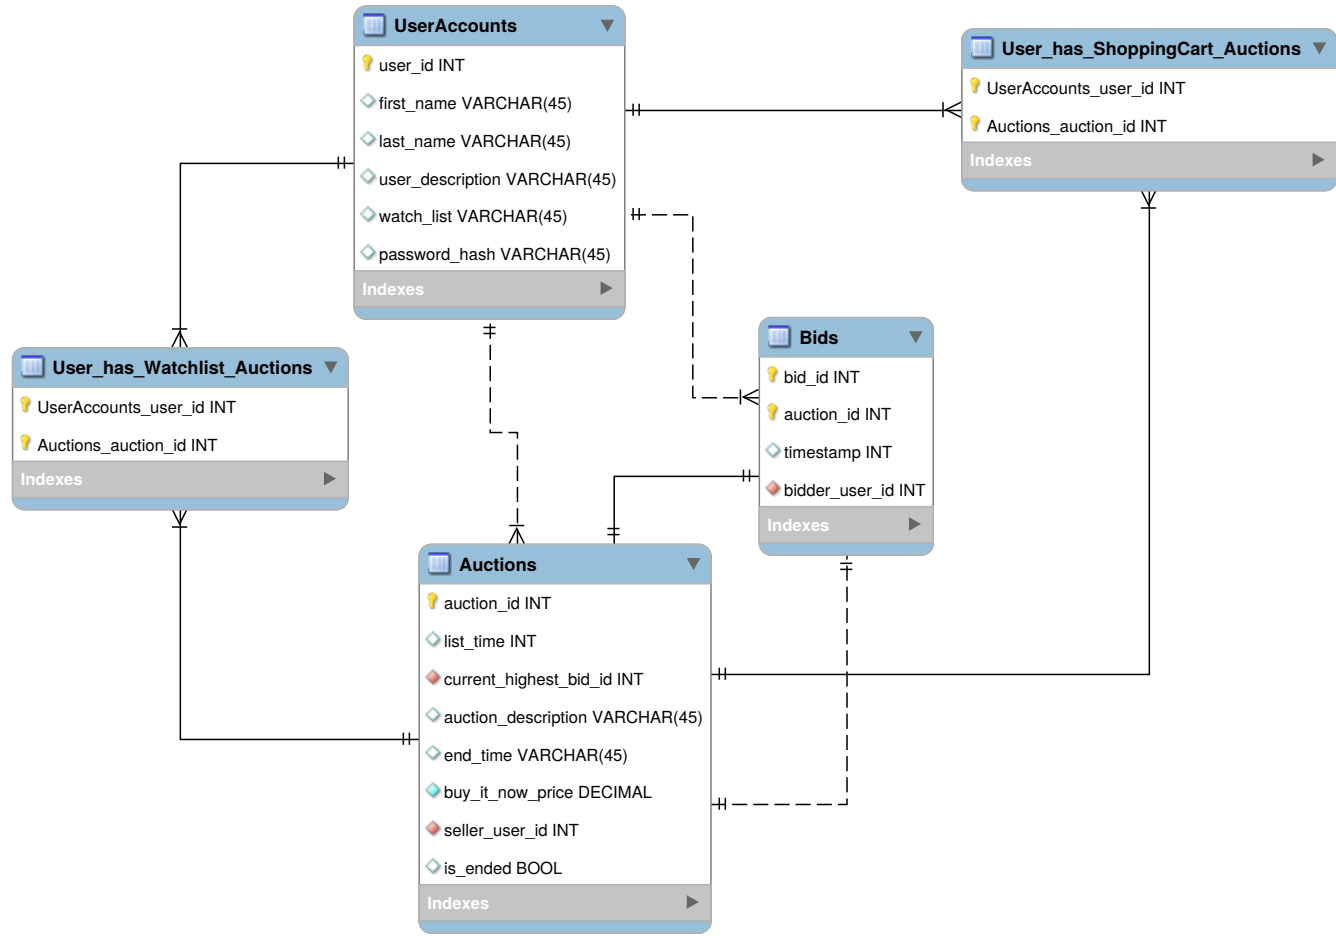 UserAccounts
user_id INT
first_name VARCHAR(45)
last_name VARCHAR(45)
user_description VARCHAR(45)
watch_list VARCHAR(45)
password_hash VARCHAR(45)
Indexes
User_has_ShoppingCart_Auctions
UserAccounts_user_id INT
Auctions_auction_id INT
Indexes
User_has_Watchlist_Auctions
UserAccounts_user_id INT
Auctions_auction_id INT
Indexes
Bids
bid_id INT
auction_id INT
timestamp INT
bidder_user_id INT
Indexes
Auctions
auction_id INT
list_time INT
current_highest_bid_id INT
auction_description VARCHAR(45)
end_time VARCHAR(45)
buy_it_now_price DECIMAL
seller_user_id INT
is_ended BOOL
Indexes